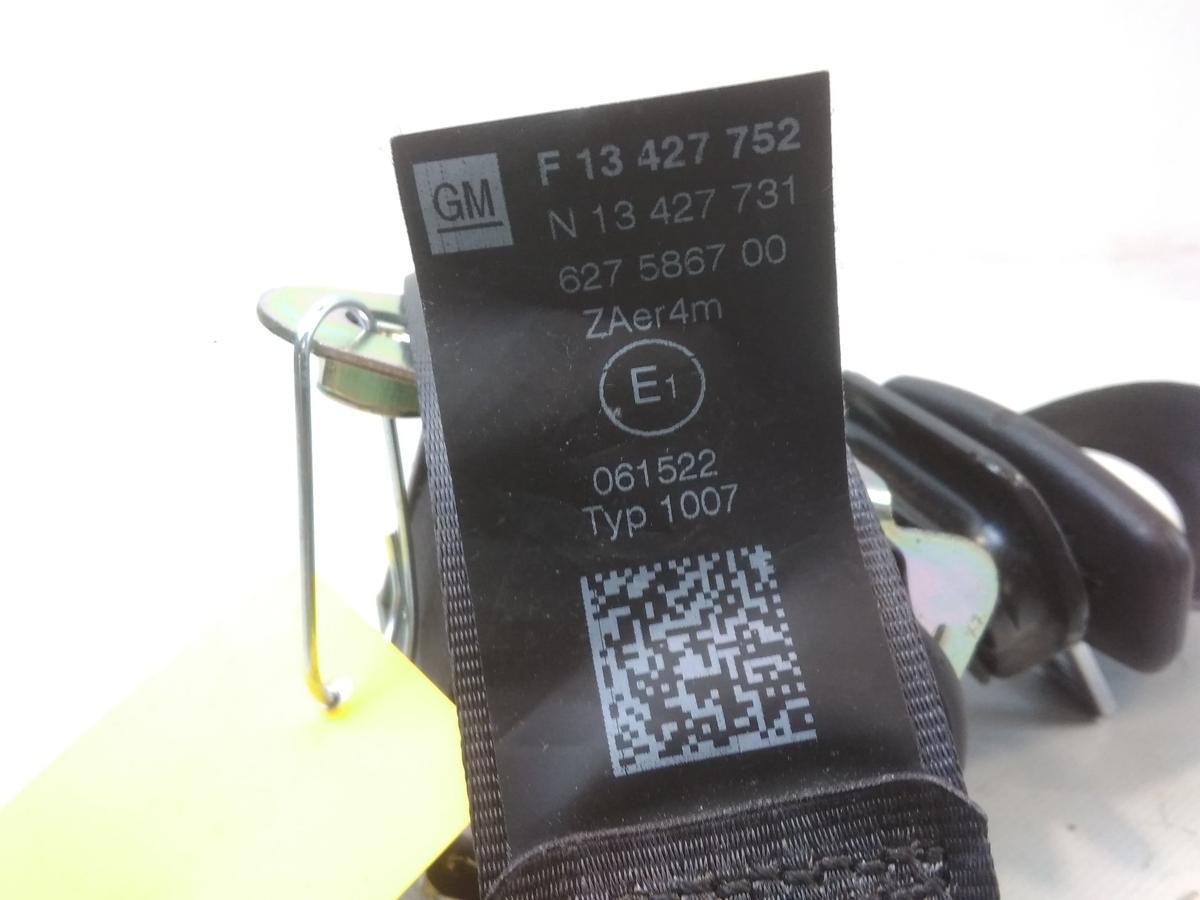 GM
F 13 427 752
N 13 427 731
627 5867 00
ZAer4m
E1
061522
Typ 1007